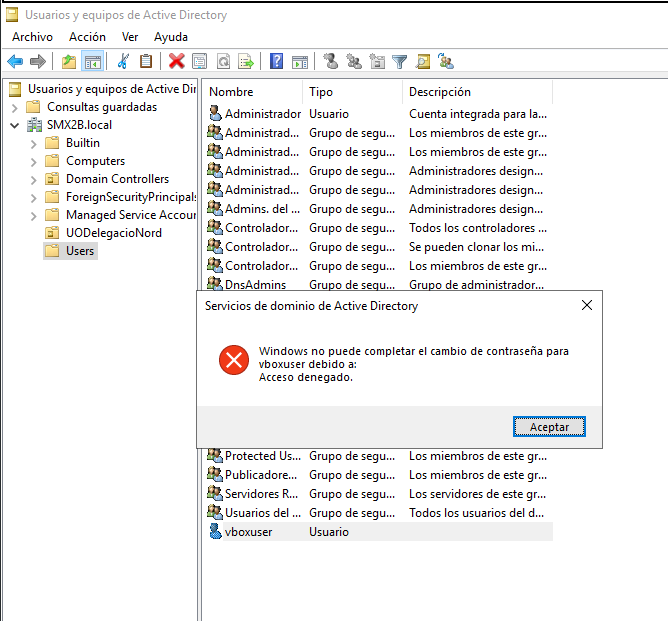 Usuarios y equipos de Active Directory
Archivo Acción Ver Ayuda
Usuarios y equipos de Active Dir
Consultas guardadas
SMX2B.local
Builtin
Computers
Domain Controllers
ForeignSecurityPrincipals
Managed Service Accour
UODelegacioNord
Users
Nombre Tipo Descripción
Administrador Usuario Cuenta integrada para la...
Administrad... Grupo de segu... Los miembros de este gr...
Administrad... Grupo de segu... Los miembros de este gr...
Administrad... Grupo de segu... Administradores design...
Administrad... Grupo de segu... Administradores design...
Admins. del ... Grupo de segu... Administradores design...
Controlador... Grupo de segu... Todos los controladores ...
Controlador... Grupo de segu... Se pueden clonar los mi...
Controlador... Grupo de segu... Los miembros de este gr...
DnsAdmins Grupo de segu... Grupo de administrador...
Servicios de dominio de Active Directory
Windows no puede completar el cambio de contraseña para
vboxuser debido a:
Acceso denegado.
Aceptar
Protected Us... Grupo de segu... Los miembros de este gr...
Publicadore... Grupo de segu... Los miembros de este gr...
Servidores R... Grupo de segu... Los servidores de este gr...
Usuarios del ... Grupo de segu... Todos los usuarios del d...
vboxuser Usuario